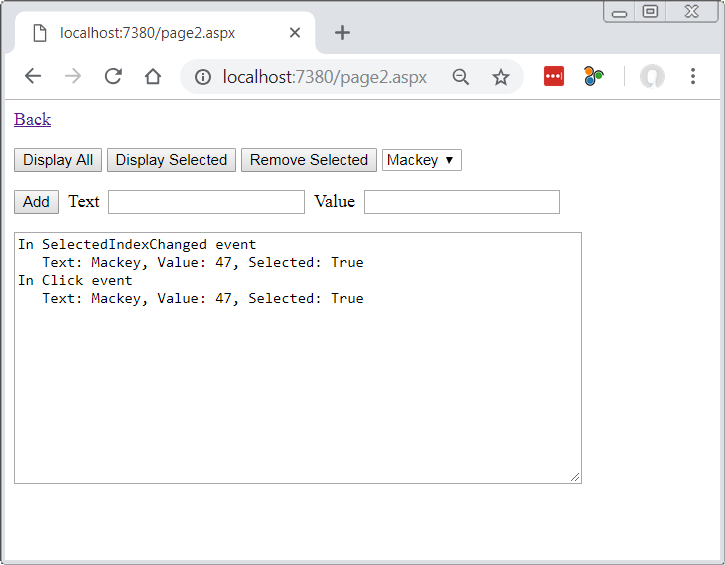 localhost:7380/page2.aspx
localhost:7380/page2.aspx
Back
Display All Display Selected Remove Selected Mackey
Add Text Value
In SelectedIndexChanged event
Text: Mackey, Value: 47, Selected: True
In Click event
Text: Mackey, Value: 47, Selected: True